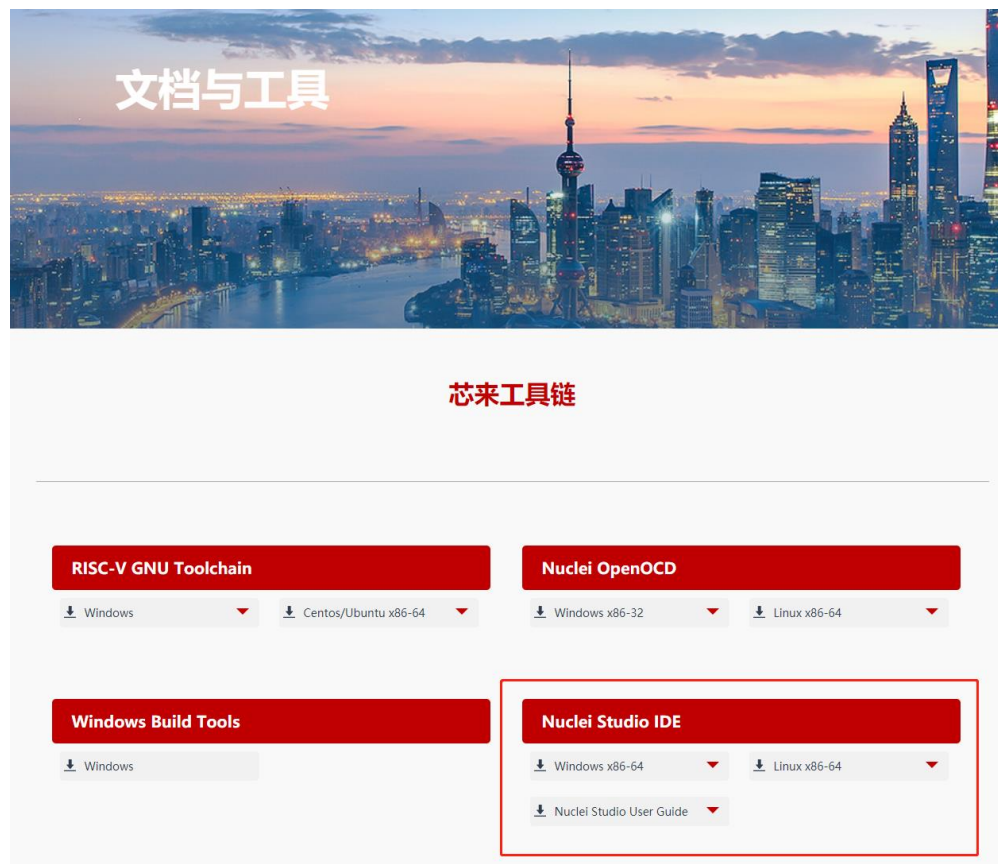 文档与工具
芯来工具链
RISC-V GNU Toolchain
Windows
Centos/Ubuntu x86-64
Nuclei OpenOCD
Windows x86-32
Linux x86-64
Windows Build Tools
Windows
Nuclei Studio IDE
Windows x86-64
Linux x86-64
Nuclei Studio User Guide